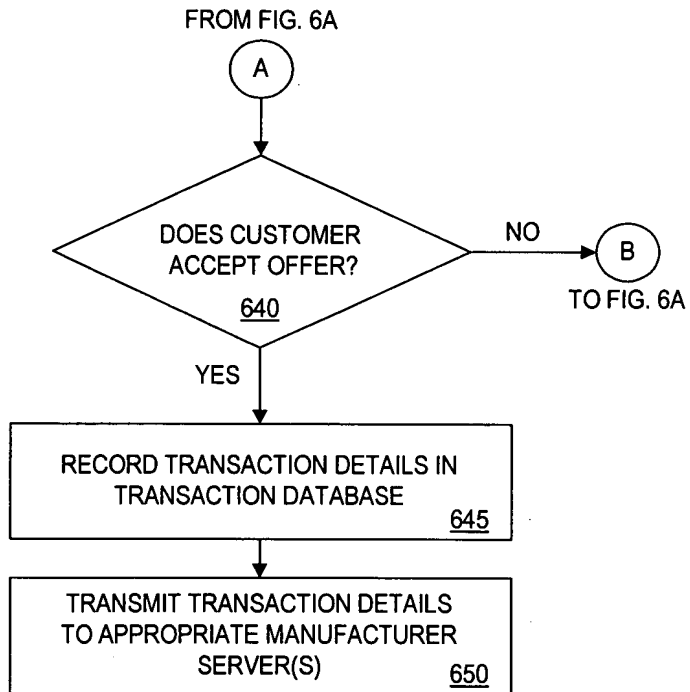 FROM FIG. 6A
A
DOES CUSTOMER
ACCEPT OFFER?
640
NO
B
TO FIG. 6A
YES
RECORD TRANSACTION DETAILS IN
TRANSACTION DATABASE
645
TRANSMIT TRANSACTION DETAILS
TO APPROPRIATE MANUFACTURER
SERVER(S)
650